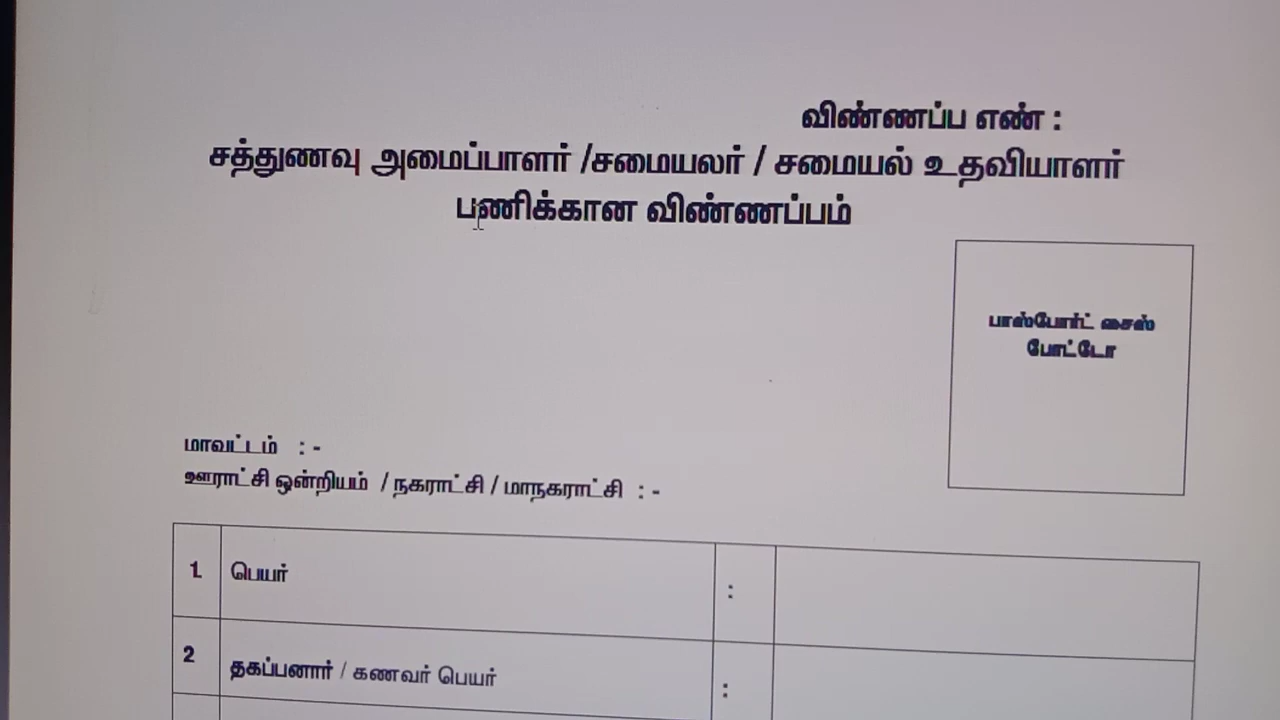 விண்ணப்ப எண் :
சத்துணவு அமைப்பாளர் /சமையலர் / சமையல் உதவியாளர்
பணிக்கான விண்ணப்பம்
பாஸ்போர்ட் சைஸ்
போட்டோ
மாவட்டம் : -
ஊராட்சி ஒன்றியம் / நகராட்சி / மாநகராட்சி : -
1. பெயர் :
2 தகப்பனார் / கணவர் பெயர் :